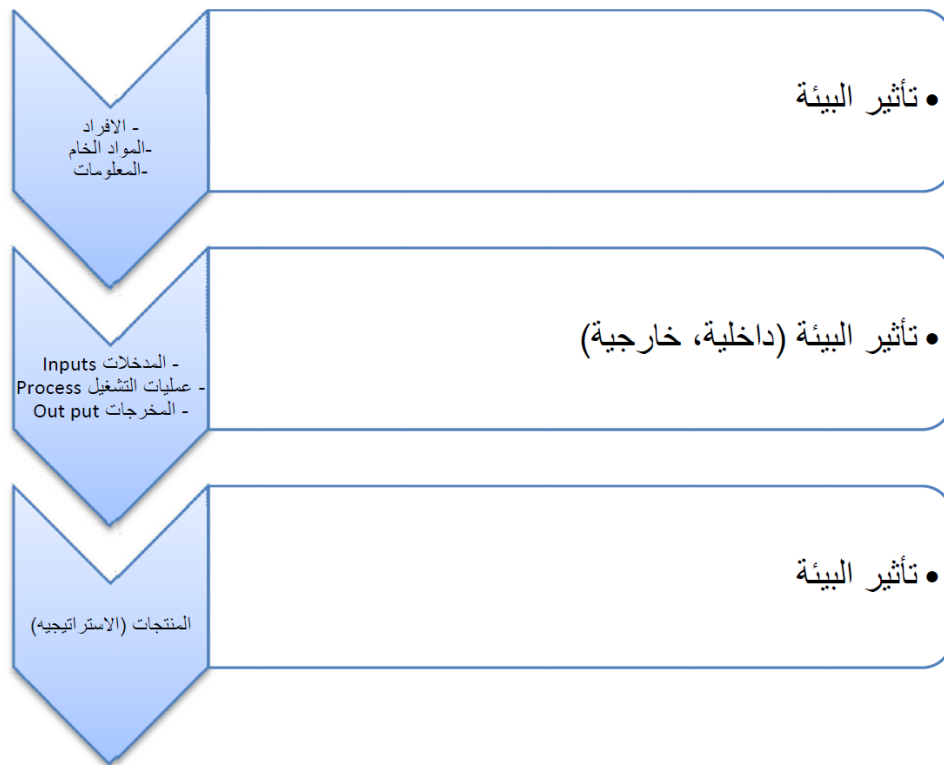 • تأثير البيئة
- الافراد
-المواد الخام
-المعلومات
• تأثير البيئة (داخلية، خارجية)
- المدخلات Inputs
- عمليات التشغيل Process
- المخرجات Out put
• تأثير البيئة
المنتجات (الاستراتيجيه)